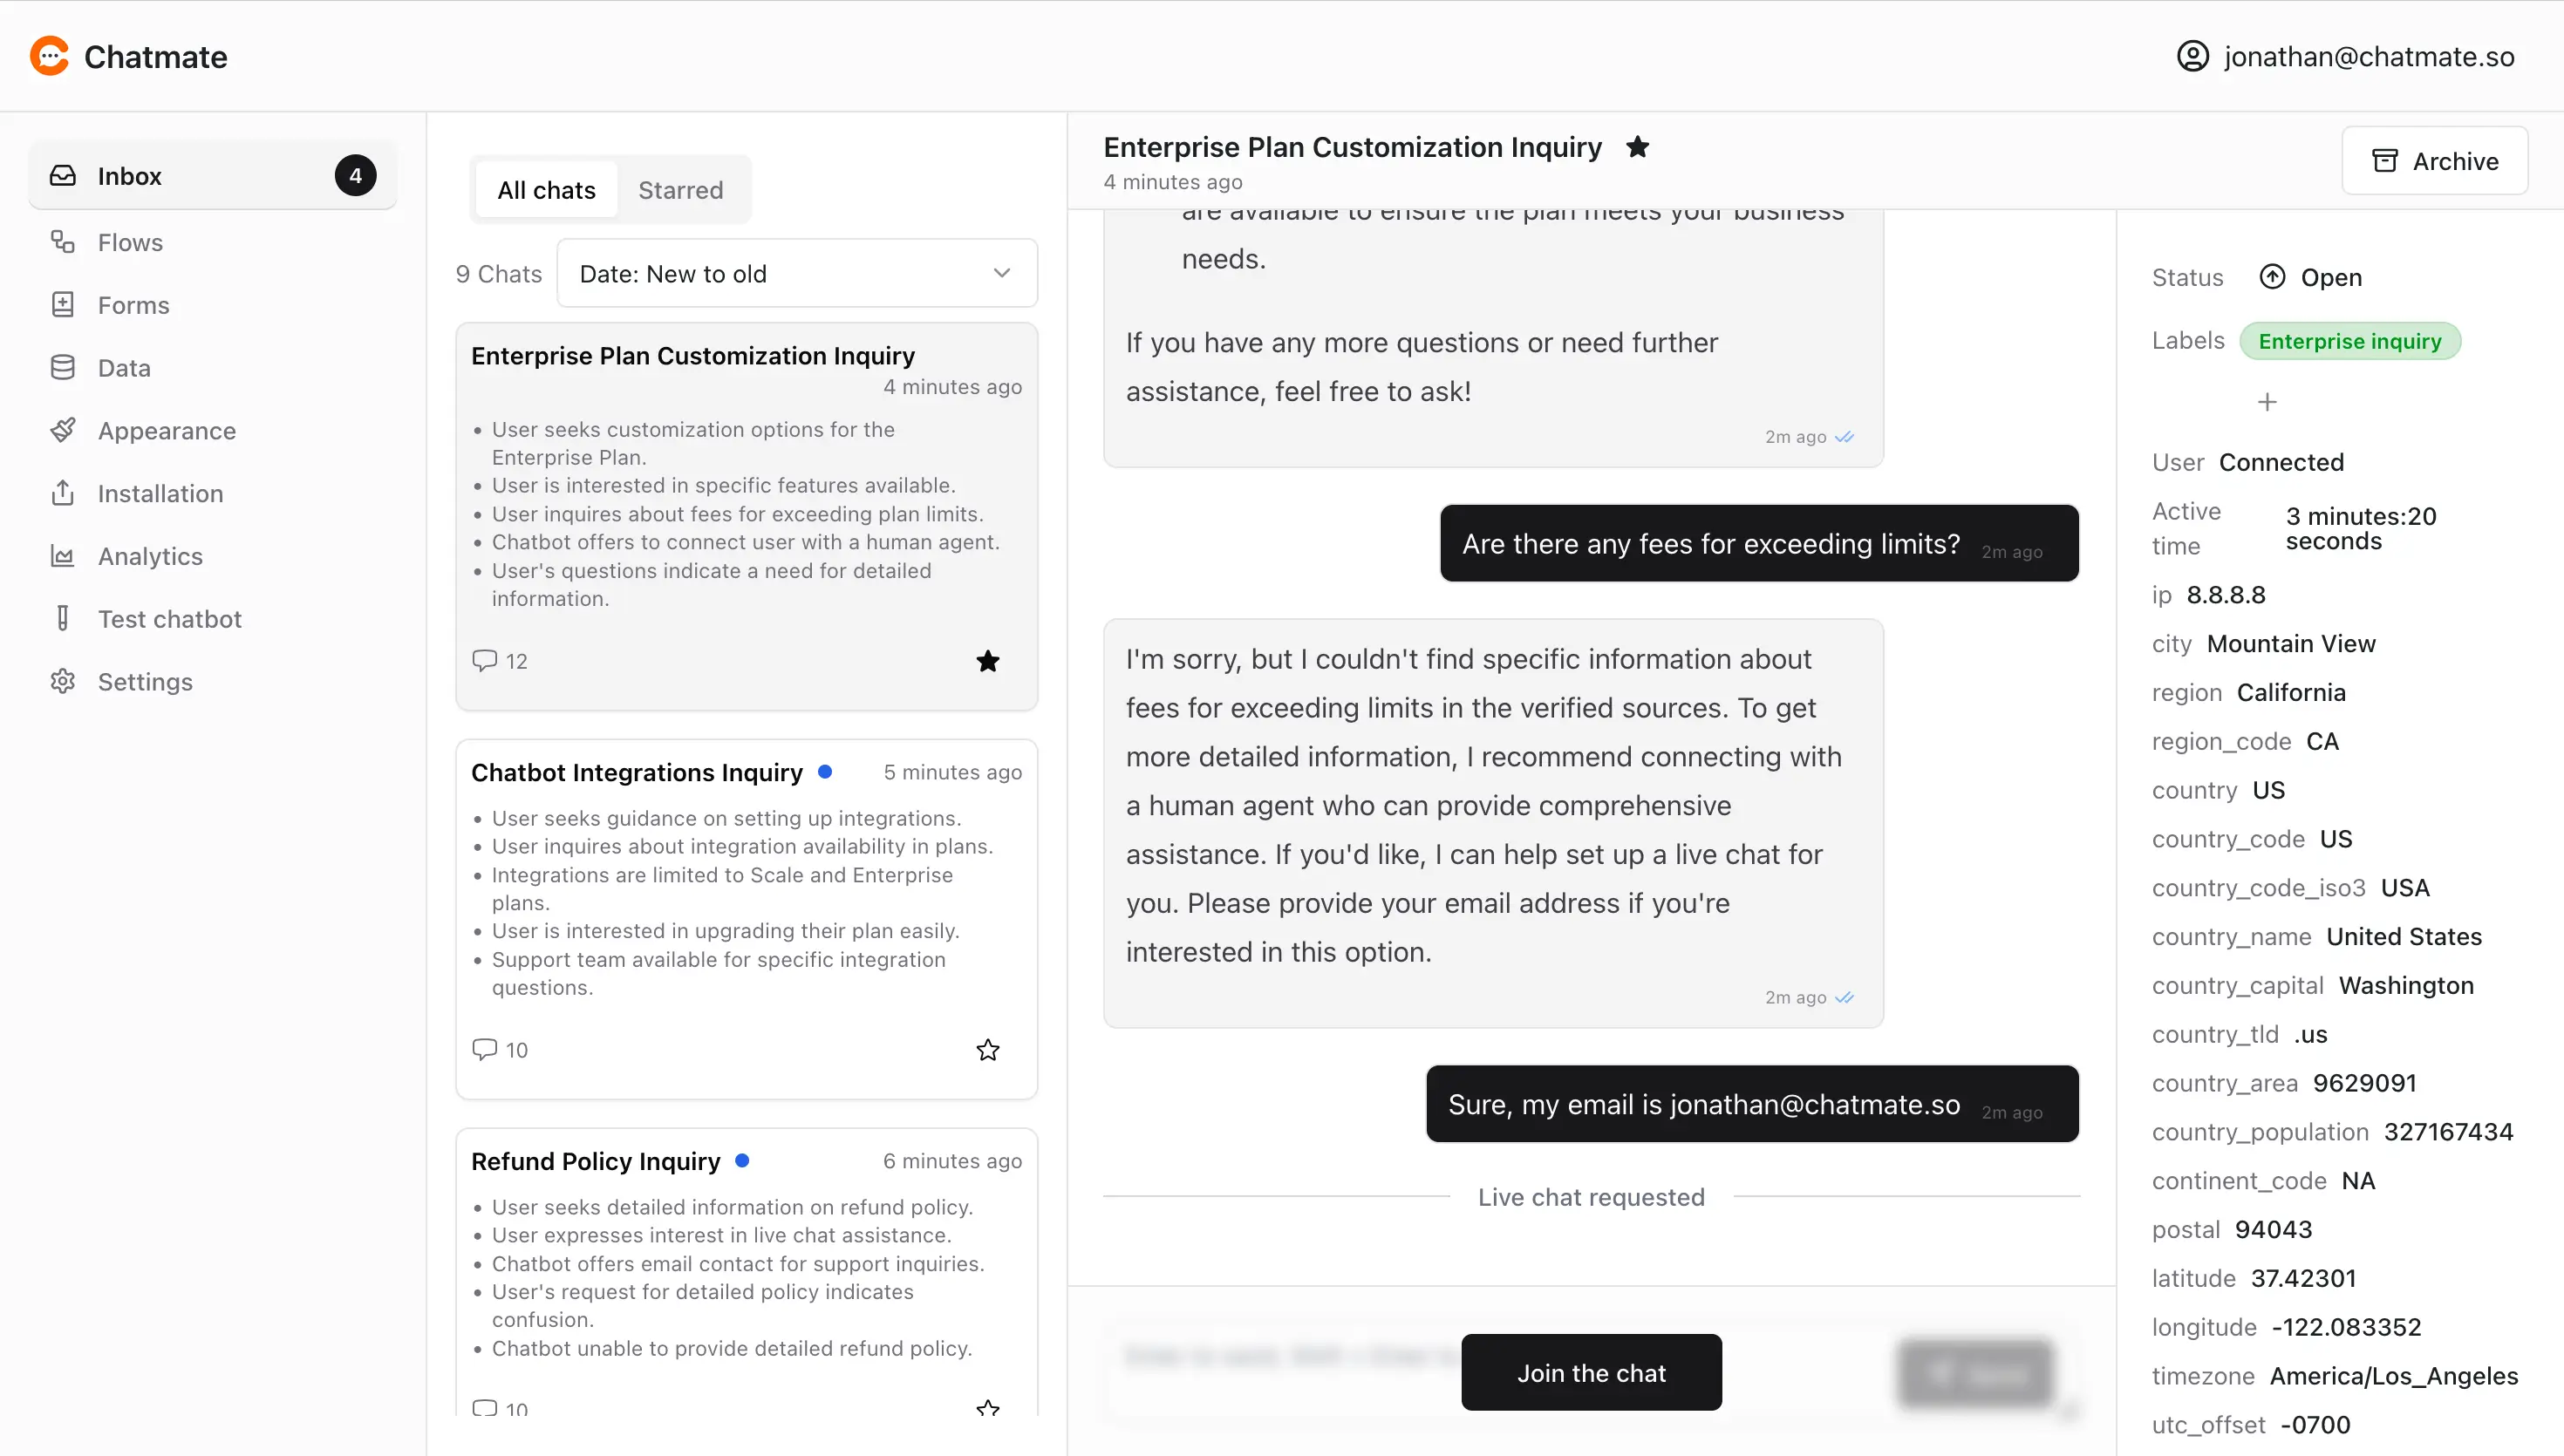 Chatmate
jonathan@chatmate.so
Inbox
4
Flows
Forms
Data
Appearance
Installation
Analytics
Test chatbot
Settings
All chats
Starred
9 Chats
Date: New to old
Enterprise Plan Customization Inquiry
4 minutes ago
• User seeks customization options for the
Enterprise Plan.
• User is interested in specific features available.
• User inquires about fees for exceeding plan limits.
• Chatbot offers to connect user with a human agent.
• User's questions indicate a need for detailed
information.
12
Chatbot Integrations Inquiry
5 minutes ago
• User seeks guidance on setting up integrations.
• User inquires about integration availability in plans.
• Integrations are limited to Scale and Enterprise
plans.
• User is interested in upgrading their plan easily.
• Support team available for specific integration
questions.
10
Refund Policy Inquiry
6 minutes ago
• User seeks detailed information on refund policy.
• User expresses interest in live chat assistance.
• Chatbot offers email contact for support inquiries.
• User's request for detailed policy indicates
confusion.
• Chatbot unable to provide detailed refund policy.
10
Enterprise Plan Customization Inquiry
4 minutes ago
Archive
are available to ensure the plan meets your business
needs.
If you have any more questions or need further
assistance, feel free to ask!
2m ago
Are there any fees for exceeding limits?
2m ago
I'm sorry, but I couldn't find specific information about
fees for exceeding limits in the verified sources. To get
more detailed information, I recommend connecting with
a human agent who can provide comprehensive
assistance. If you'd like, I can help set up a live chat for
you. Please provide your email address if you're
interested in this option.
2m ago
Sure, my email is jonathan@chatmate.so
2m ago
Live chat requested
Join the chat
Status Open
Labels Enterprise inquiry
User Connected
Active time 3 minutes:20 seconds
ip 8.8.8.8
city Mountain View
region California
region_code CA
country US
country_code US
country_code_iso3 USA
country_name United States
country_capital Washington
country_tld .us
country_area 9629091
country_population 327167434
continent_code NA
postal 94043
latitude 37.42301
longitude -122.083352
timezone America/Los_Angeles
utc_offset -0700